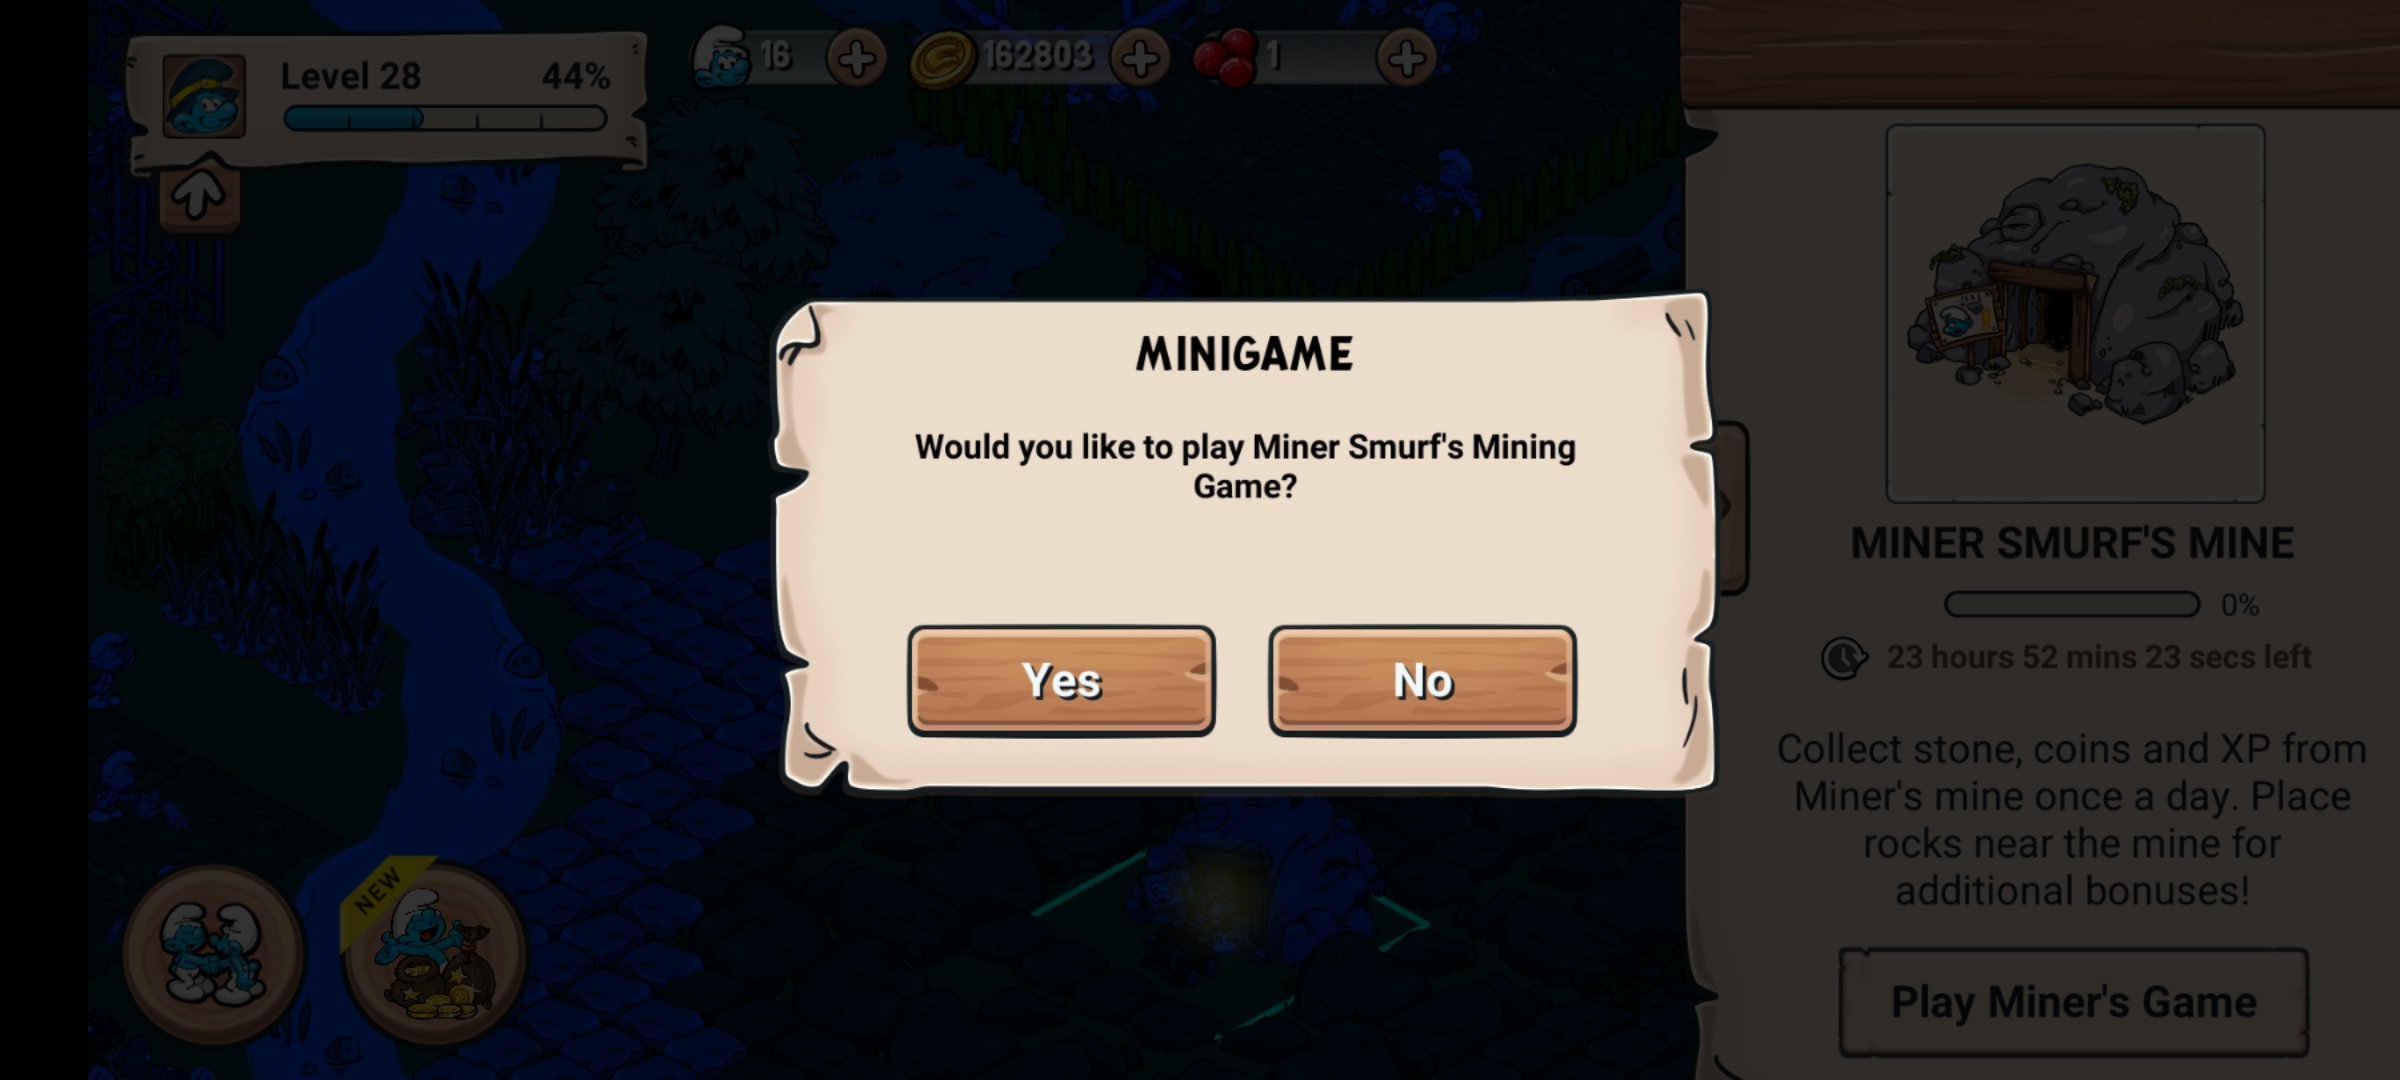 Level 28
44%
16
162803
1
MINIGAME
Would you like to play Miner Smurf's Mining
Game?
Yes
No
MINER SMURF'S MINE
0%
23 hours 52 mins 23 secs left
Collect stone, coins and XP from
Miner's mine once a day. Place
rocks near the mine for
additional bonuses!
Play Miner's Game
NEW